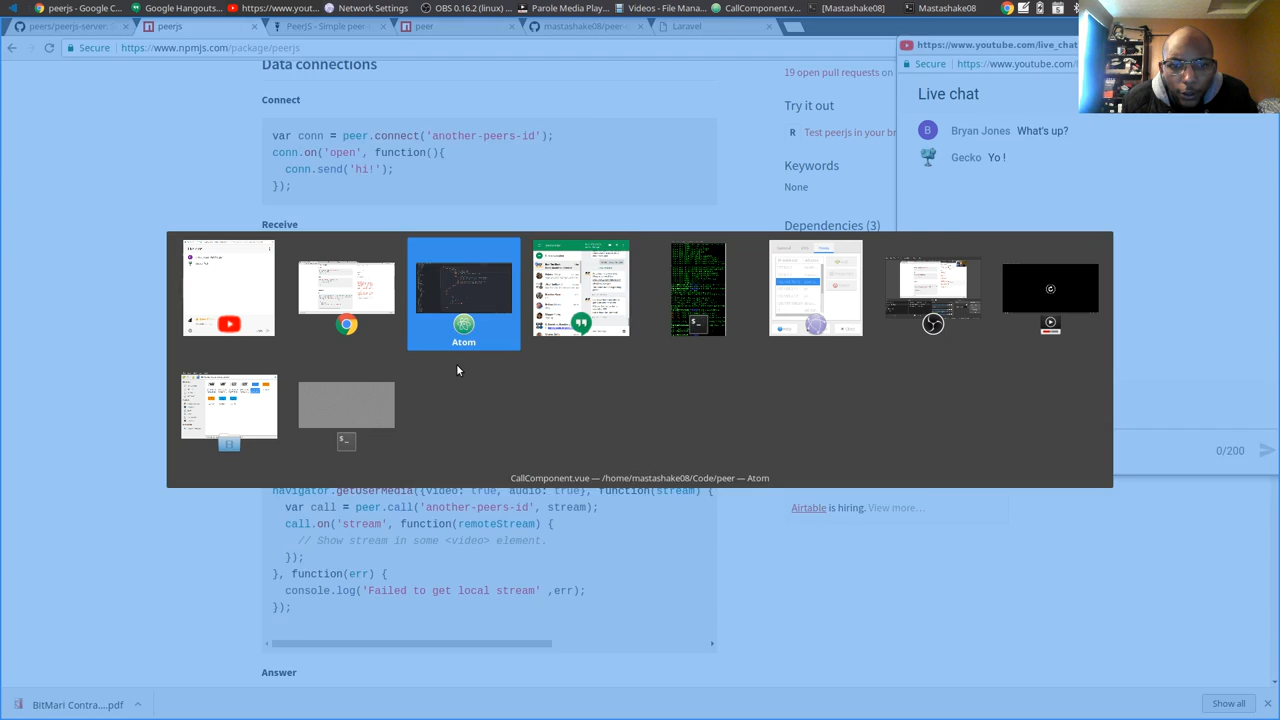 peerjs - Google C...
Google Hangouts...
https://www.yout...
Network Settings
OBS 0.16.2 (linux)
Parole Media Play...
Videos - File Mana...
CallComponent.v...
[Mastashake08]
Mastashake08
peers/peerjs-server: S
peerjs
PeerJS - Simple peer
peer
mastashake08/peer-c
Laravel
Secure
https://www.npmjs.com/package/peerjs
Data connections
Connect
var conn = peer.connect('another-peers-id');
conn.on('open', function(){
conn.send('hi!');
});
Receive
19 open pull requests on
Try it out
Test peerjs in your br
Keywords
None
Dependencies (3)
https://www.youtube.com/live_chat
Secure
https://www.youtube.com/l
Live chat
Bryan Jones What's up?
Gecko Yo !
Atom
CallComponent.vue — /home/mastashake08/Code/peer — Atom
0/200
navigator.getUserMedia({video: true, audio: true}, function(stream) {
var call = peer.call('another-peers-id', stream);
call.on('stream', function(remoteStream) {
// Show stream in some <video> element.
});
}, function(err) {
console.log('Failed to get local stream' ,err);
});
Answer
Airtable is hiring. View more…
BitMari Contra....pdf
Show all